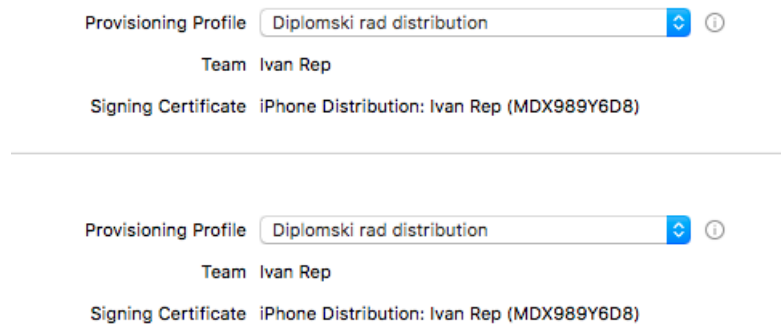 Provisioning Profile Diplomski rad distribution
Team Ivan Rep
Signing Certificate iPhone Distribution: Ivan Rep (MDX989Y6D8)
Provisioning Profile Diplomski rad distribution
Team Ivan Rep
Signing Certificate iPhone Distribution: Ivan Rep (MDX989Y6D8)